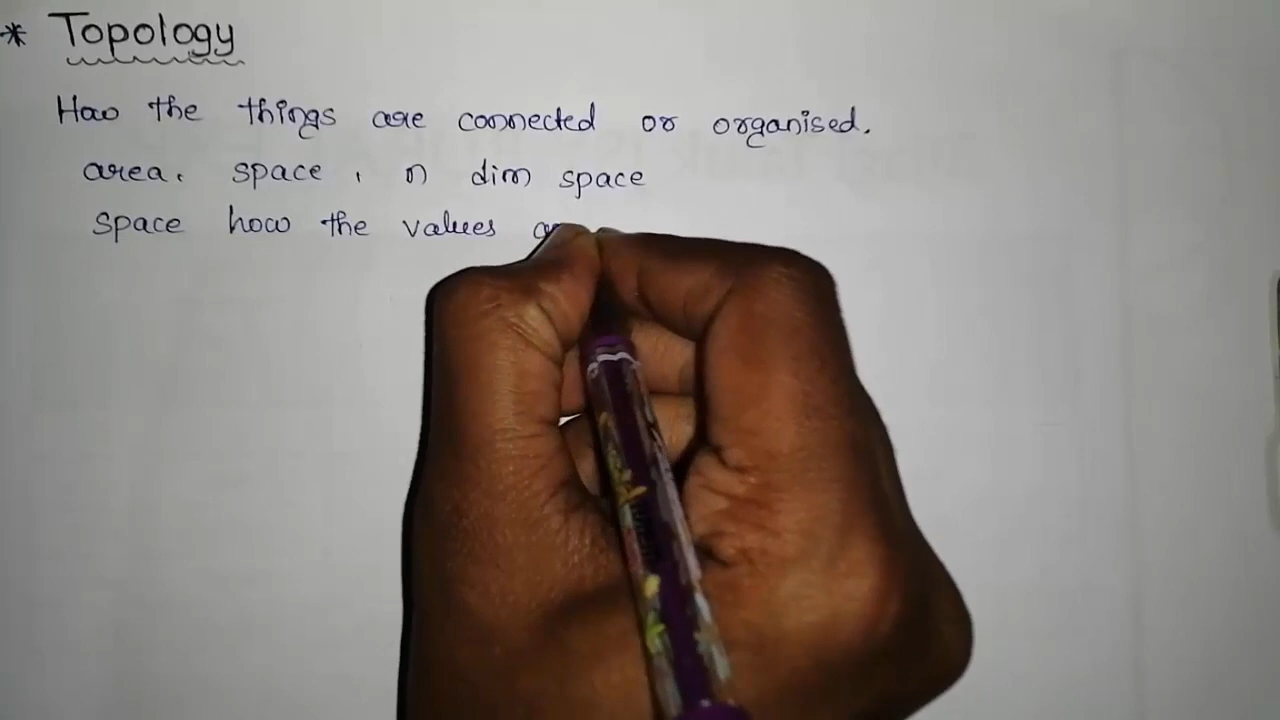 * Topology
How the things are connected or organised.
area, space, n dim space
space how the values